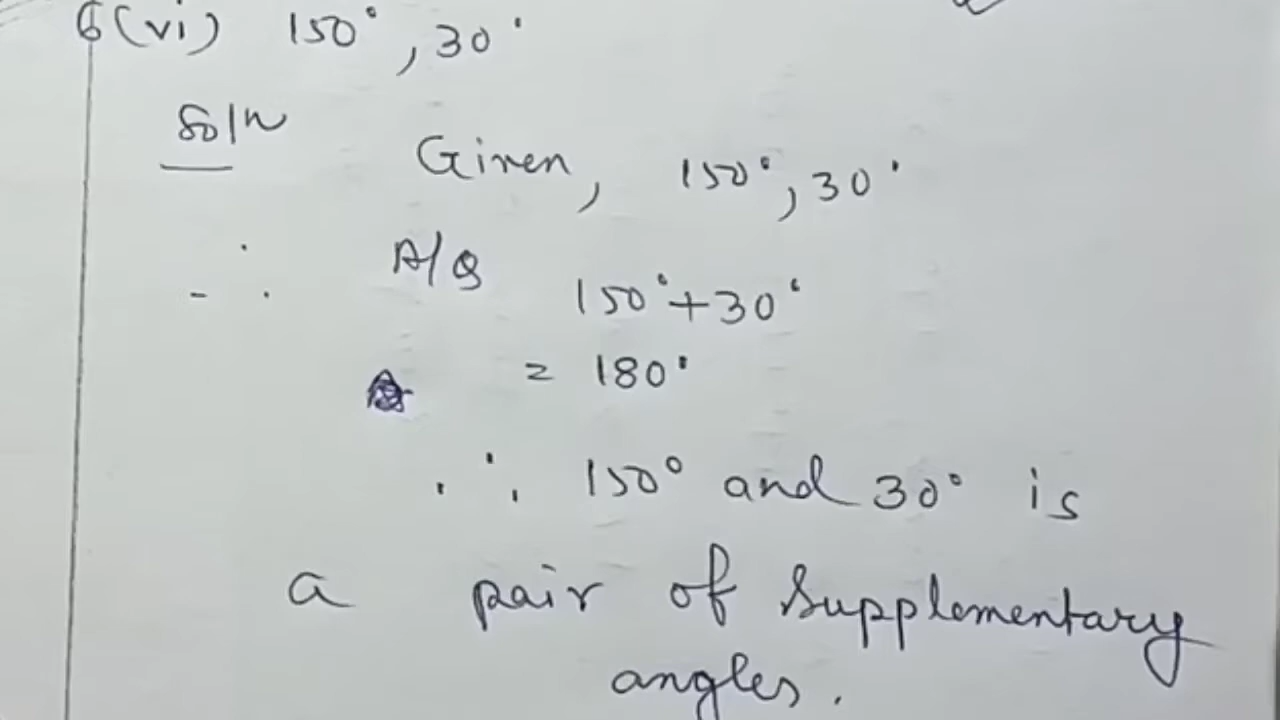 6(vi) 150°, 30°
Soln Given, 150°, 30°
∴ A/Q 150°+30°
= 180°
∴ 150° and 30° is
a pair of Supplementary
angles.